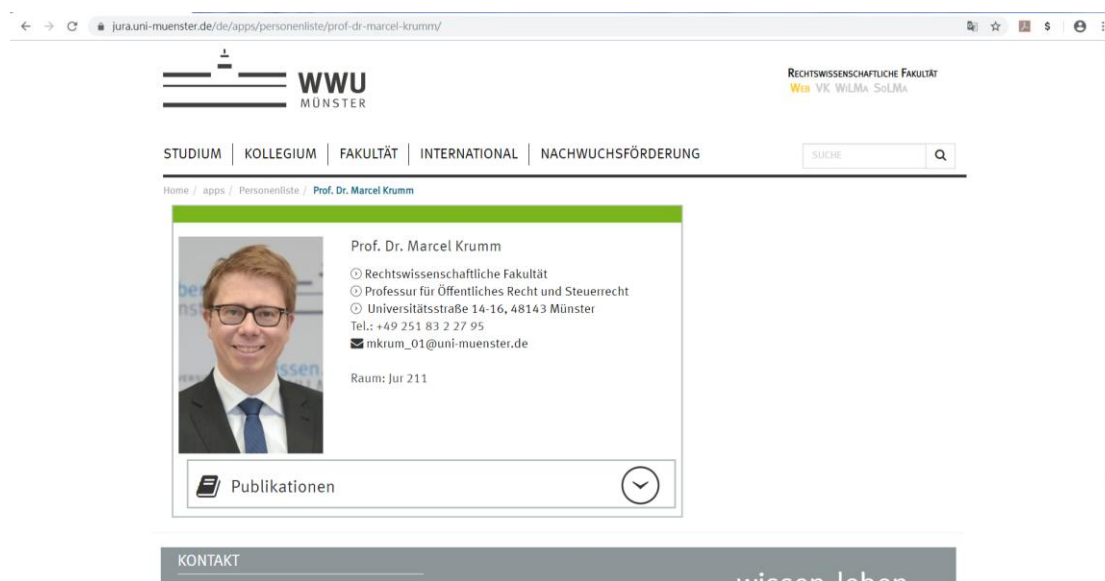 jura.uni-muenster.de/de/apps/personenliste/prof-dr-marcel-krumm/
WWU
MÜNSTER
RECHTSWISSENSCHAFTLICHE FAKULTÄT
WEB VK WILMA SOLMA
STUDIUM | KOLLEGIUM | FAKULTÄT | INTERNATIONAL | NACHWUCHSFÖRDERUNG
SUCHE
Home / apps / Personenliste / Prof. Dr. Marcel Krumm
Prof. Dr. Marcel Krumm
Rechtswissenschaftliche Fakultät
Professur für Öffentliches Recht und Steuerrecht
Universitätsstraße 14-16, 48143 Münster
Tel.: +49 251 83 2 27 95
mkrum_01@uni-muenster.de
Raum: Jur 211
Publikationen
KONTAKT
wissen.leben